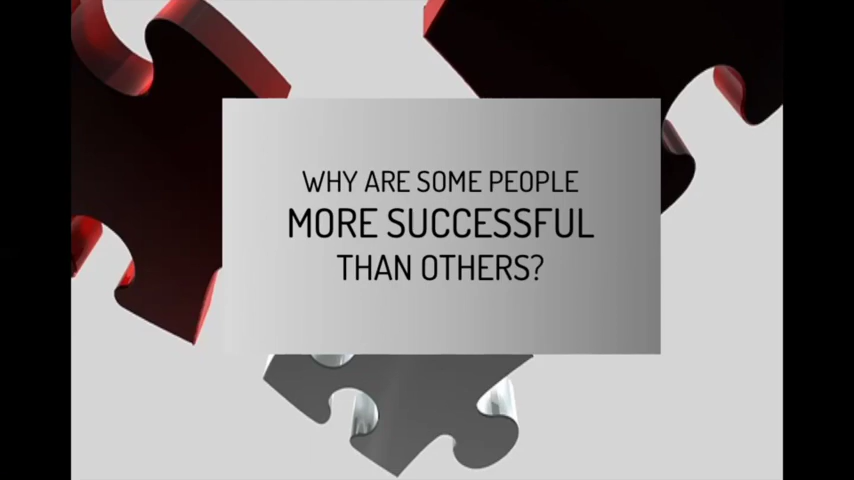 WHY ARE SOME PEOPLE
MORE SUCCESSFUL
THAN OTHERS?